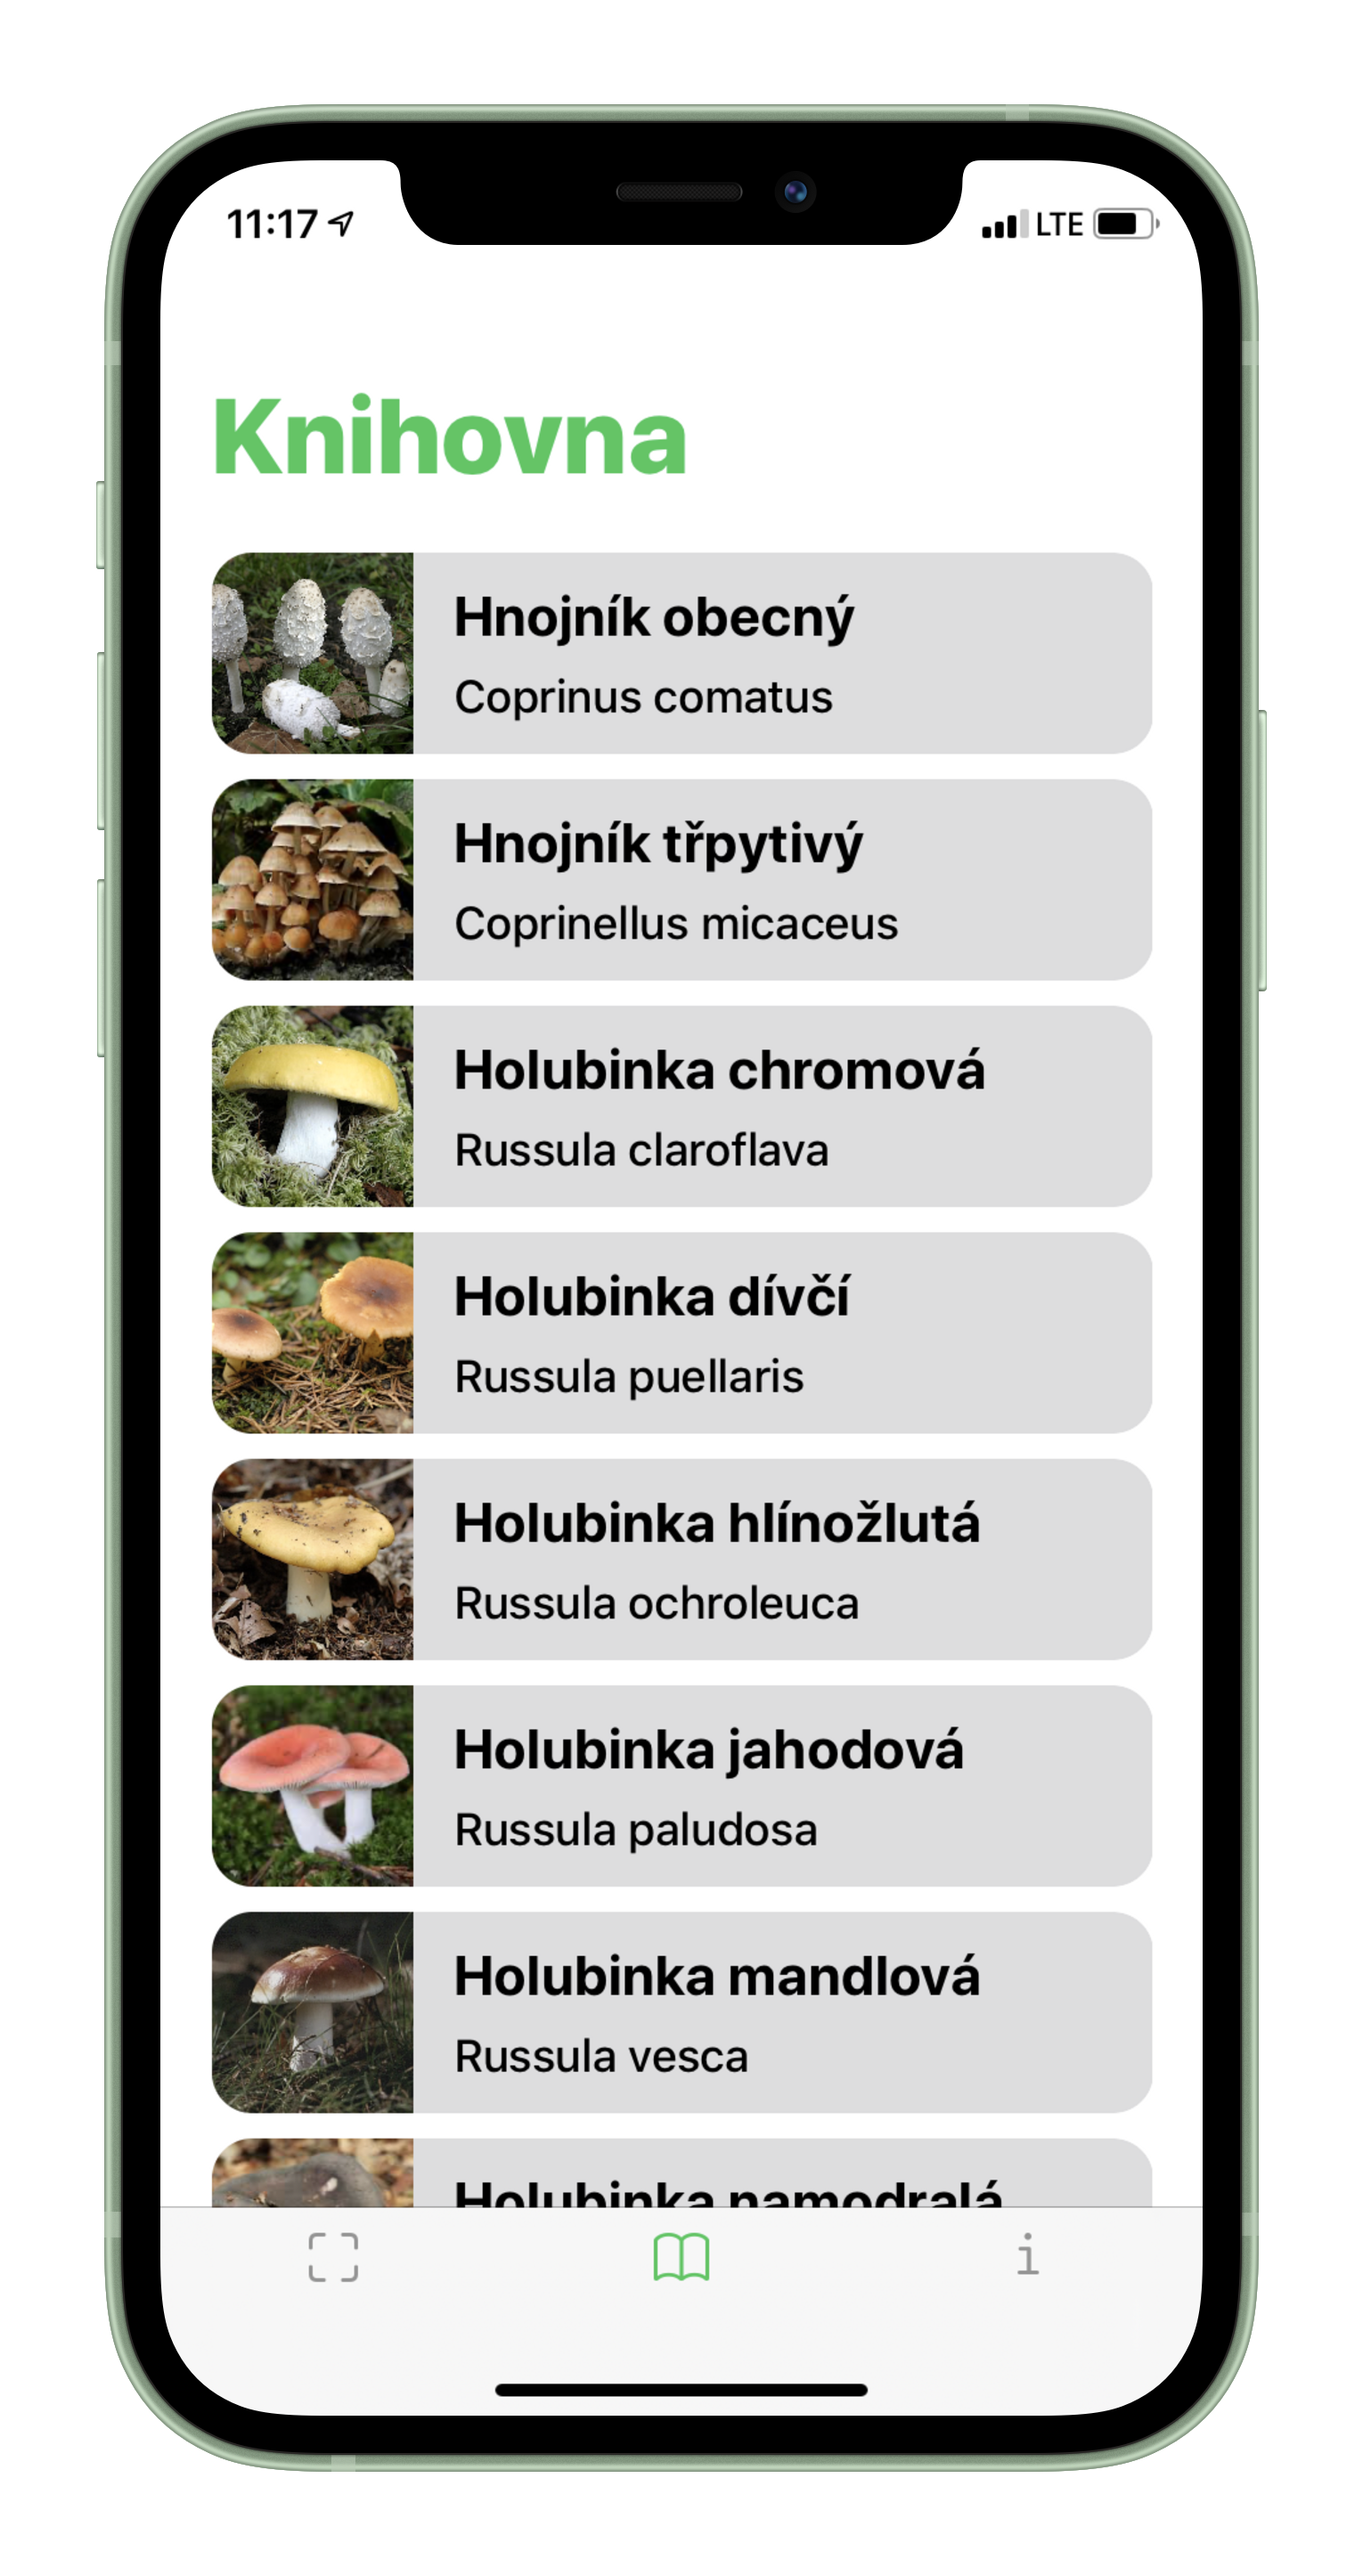 11:17
LTE
Knihovna
Hnojník obecný
Coprinus comatus
Hnojník třpytivý
Coprinellus micaceus
Holubinka chromová
Russula claroflava
Holubinka dívčí
Russula puellaris
Holubinka hlínožlutá
Russula ochroleuca
Holubinka jahodová
Russula paludosa
Holubinka mandlová
Russula vesca
Holubinka namodralá